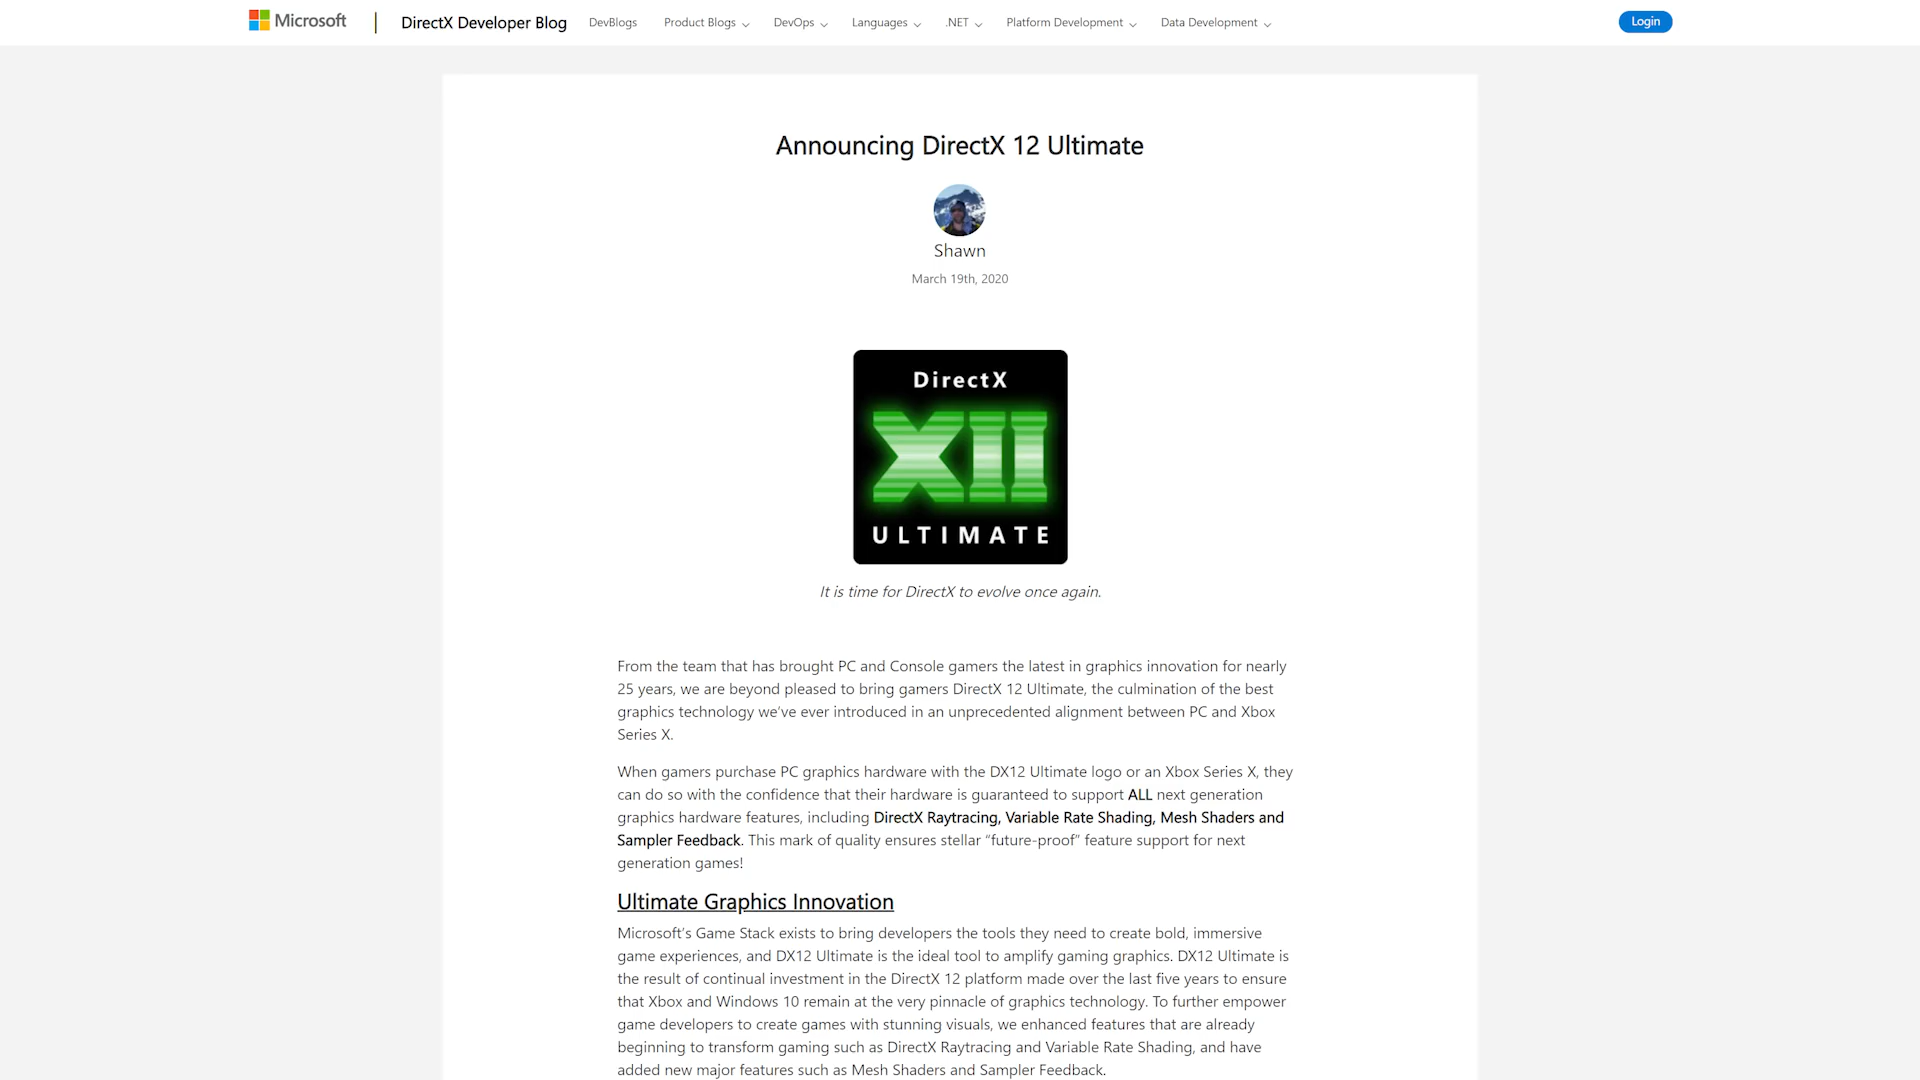 Microsoft | DirectX Developer Blog DevBlogs Product Blogs DevOps Languages .NET Platform Development Data Development Login
Announcing DirectX 12 Ultimate
Shawn
March 19th, 2020
DirectX
XII
ULTIMATE
It is time for DirectX to evolve once again.
From the team that has brought PC and Console gamers the latest in graphics innovation for nearly
25 years, we are beyond pleased to bring gamers DirectX 12 Ultimate, the culmination of the best
graphics technology we’ve ever introduced in an unprecedented alignment between PC and Xbox
Series X.
When gamers purchase PC graphics hardware with the DX12 Ultimate logo or an Xbox Series X, they
can do so with the confidence that their hardware is guaranteed to support ALL next generation
graphics hardware features, including DirectX Raytracing, Variable Rate Shading, Mesh Shaders and
Sampler Feedback. This mark of quality ensures stellar “future-proof” feature support for next
generation games!
Ultimate Graphics Innovation
Microsoft’s Game Stack exists to bring developers the tools they need to create bold, immersive
game experiences, and DX12 Ultimate is the ideal tool to amplify gaming graphics. DX12 Ultimate is
the result of continual investment in the DirectX 12 platform made over the last five years to ensure
that Xbox and Windows 10 remain at the very pinnacle of graphics technology. To further empower
game developers to create games with stunning visuals, we enhanced features that are already
beginning to transform gaming such as DirectX Raytracing and Variable Rate Shading, and have
added new major features such as Mesh Shaders and Sampler Feedback.